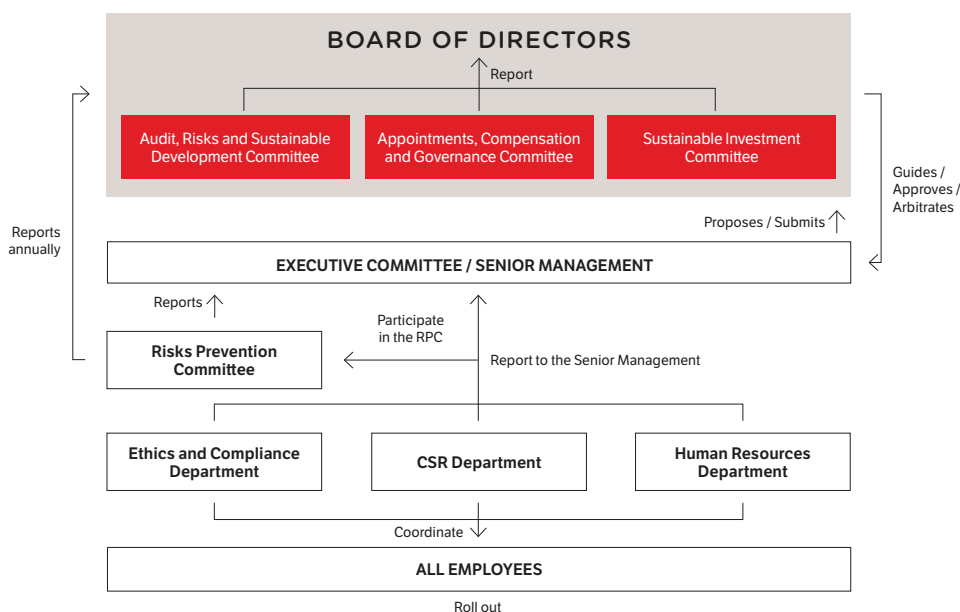 BOARD OF DIRECTORS
Report
Audit, Risks and Sustainable
Development Committee
Appointments, Compensation
and Governance Committee
Sustainable Investment
Committee
Guides /
Approves /
Arbitrates
Reports
annually
Proposes / Submits
EXECUTIVE COMMITTEE / SENIOR MANAGEMENT
Reports
Participate
in the RPC
Risks Prevention
Committee
Report to the Senior Management
Ethics and Compliance
Department
CSR Department
Human Resources
Department
Coordinate
ALL EMPLOYEES
Roll out